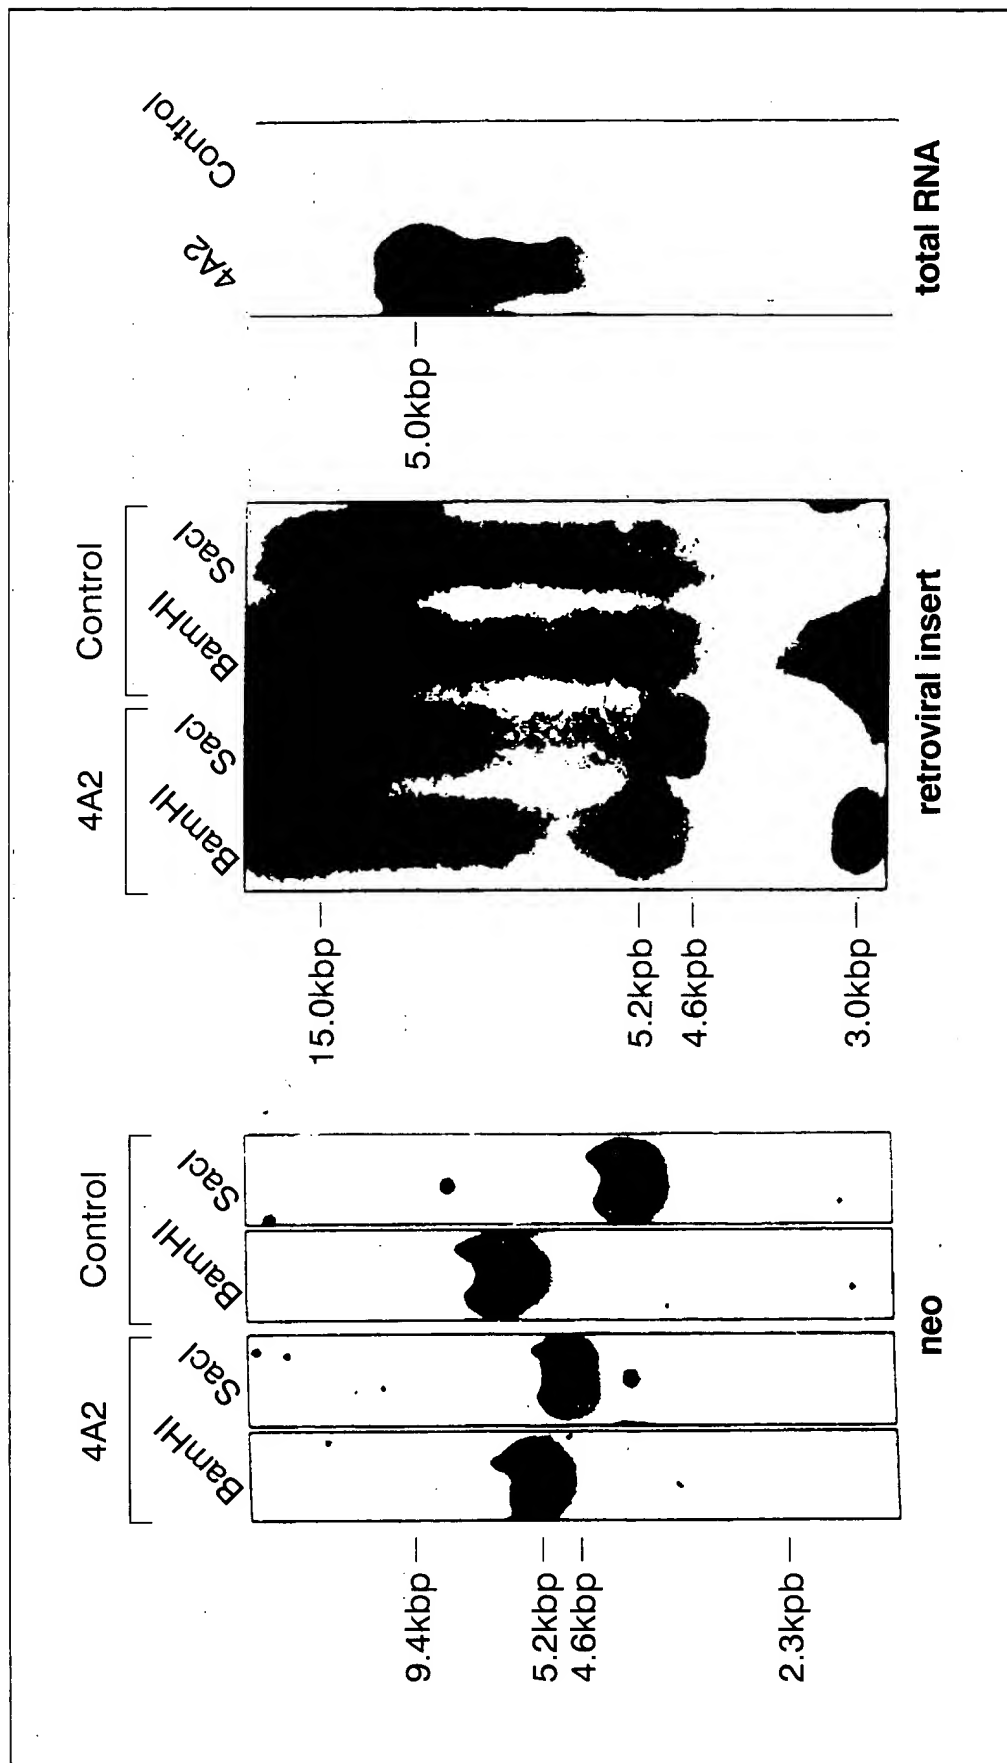 4A2
Control
BamHI
SacI
BamHI
SacI
9.4kbp
5.2kbp
4.6kbp
2.3kpb
neo
4A2
Control
BamHI
SacI
BamHI
SacI
15.0kbp
5.2kpb
4.6kpb
3.0kbp
retroviral insert
4A2
Control
5.0kbp
total RNA